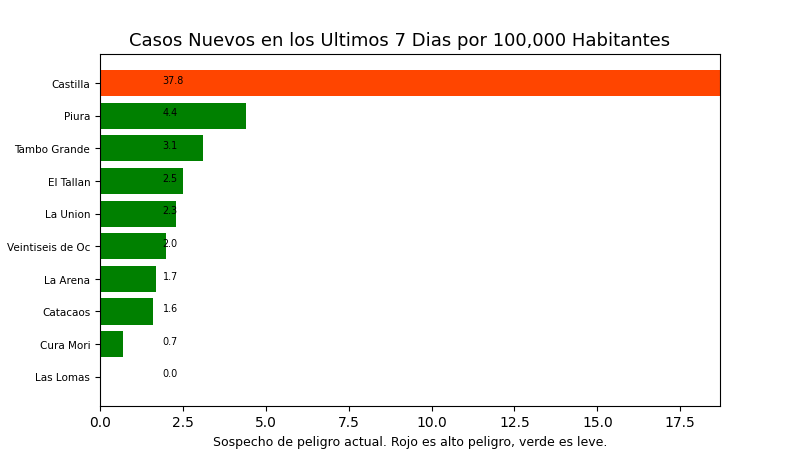 Casos Nuevos en los Ultimos 7 Dias por 100,000 Habitantes
Castilla 37.8
Piura 4.4
Tambo Grande 3.1
El Tallan 2.5
La Union 2.3
Veintiseis de Oc 2.0
La Arena 1.7
Catacaos 1.6
Cura Mori 0.7
Las Lomas 0.0
0.0 2.5 5.0 7.5 10.0 12.5 15.0 17.5
Sospecho de peligro actual. Rojo es alto peligro, verde es leve.